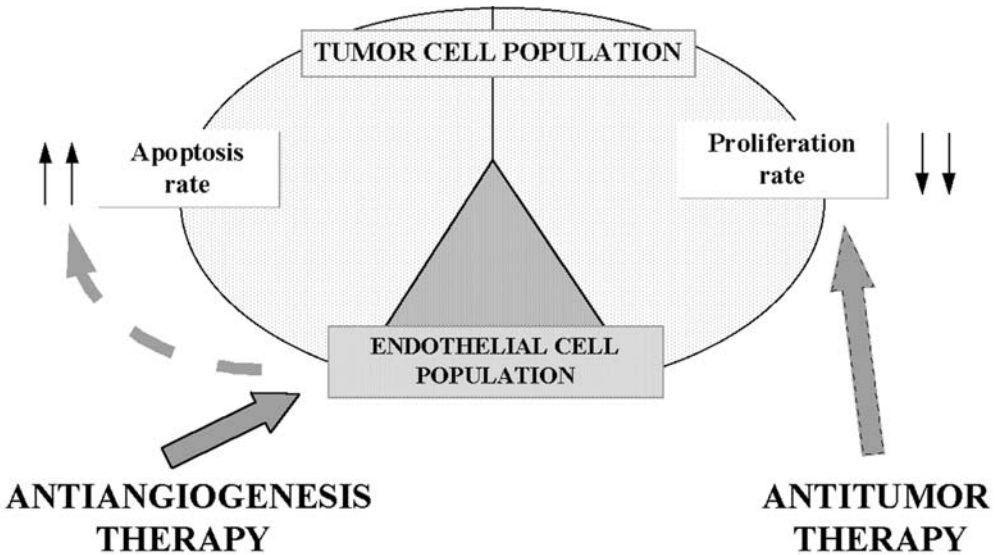 TUMOR CELL POPULATION
Apoptosis
rate
Proliferation
rate
ENDOTHELIAL CELL
POPULATION
ANTIANGIOGENESIS
THERAPY
ANTITUMOR
THERAPY